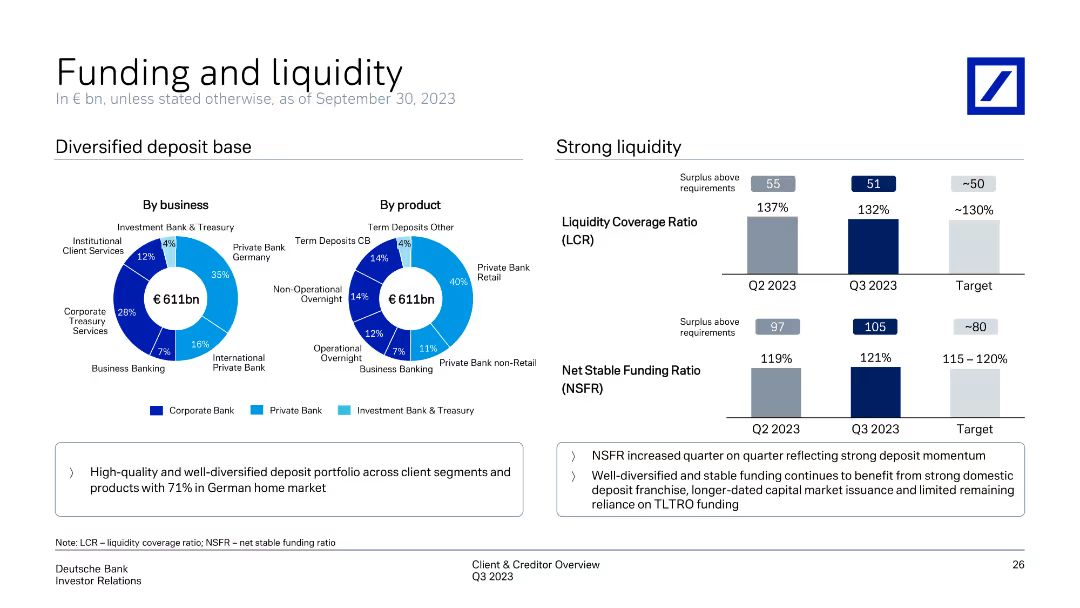 Funding and liquidity
In € bn, unless stated otherwise, as of September 30, 2023
Diversified deposit base
By business
Investment Bank & Treasury
Institutional
Client Services
4%
12%
Private Bank
Germany
35%
€ 611bn
Corporate
Treasury
Services
28%
7%
16%
Business Banking
International
Private Bank
By product
Term Deposits Other
Term Deposits CB
4%
14%
Private Bank
Retail
40%
Non-Operational
Overnight
14%
€ 611bn
12%
Operational
Overnight
7%
11%
Business Banking
Private Bank non-Retail
Corporate Bank
Private Bank
Investment Bank & Treasury
〉 High-quality and well-diversified deposit portfolio across client segments and
products with 71% in German home market
Strong liquidity
Surplus above
requirements
55
51
~50
Liquidity Coverage Ratio
(LCR)
137%
132%
~130%
Q2 2023
Q3 2023
Target
Surplus above
requirements
97
105
~80
Net Stable Funding Ratio
(NSFR)
119%
121%
115 – 120%
Q2 2023
Q3 2023
Target
〉 NSFR increased quarter on quarter reflecting strong deposit momentum
〉 Well-diversified and stable funding continues to benefit from strong domestic
deposit franchise, longer-dated capital market issuance and limited remaining
reliance on TLTRO funding
Note: LCR – liquidity coverage ratio; NSFR – net stable funding ratio
Deutsche Bank
Investor Relations
Client & Creditor Overview
Q3 2023
26